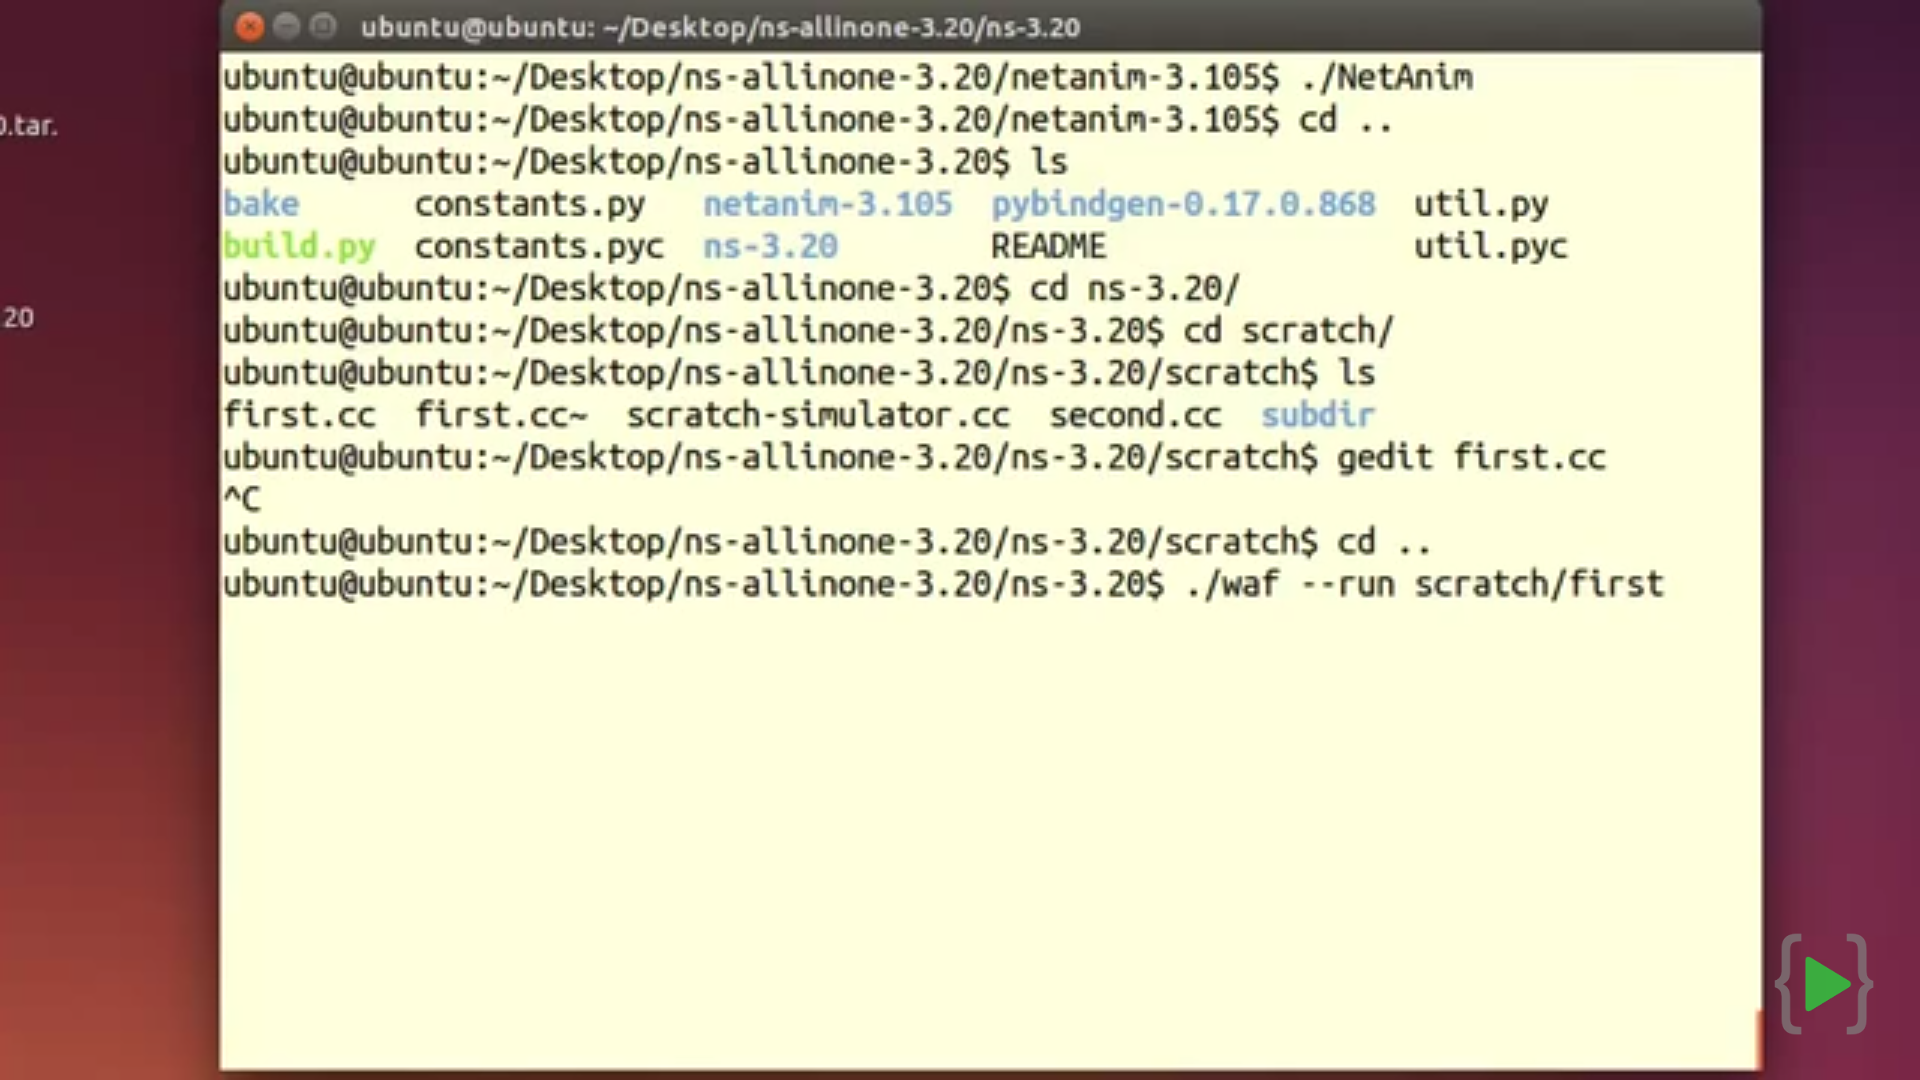 ubuntu@ubuntu: ~/Desktop/ns-allinone-3.20/ns-3.20
0.tar.
20
ubuntu@ubuntu:~/Desktop/ns-allinone-3.20/netanim-3.105$ ./NetAnim
ubuntu@ubuntu:~/Desktop/ns-allinone-3.20/netanim-3.105$ cd ..
ubuntu@ubuntu:~/Desktop/ns-allinone-3.20$ ls
bake constants.py netanim-3.105 pybindgen-0.17.0.868 util.py
build.py constants.pyc ns-3.20 README util.pyc
ubuntu@ubuntu:~/Desktop/ns-allinone-3.20$ cd ns-3.20/
ubuntu@ubuntu:~/Desktop/ns-allinone-3.20/ns-3.20$ cd scratch/
ubuntu@ubuntu:~/Desktop/ns-allinone-3.20/ns-3.20/scratch$ ls
first.cc first.cc~ scratch-simulator.cc second.cc subdir
ubuntu@ubuntu:~/Desktop/ns-allinone-3.20/ns-3.20/scratch$ gedit first.cc
^C
ubuntu@ubuntu:~/Desktop/ns-allinone-3.20/ns-3.20/scratch$ cd ..
ubuntu@ubuntu:~/Desktop/ns-allinone-3.20/ns-3.20$ ./waf --run scratch/first